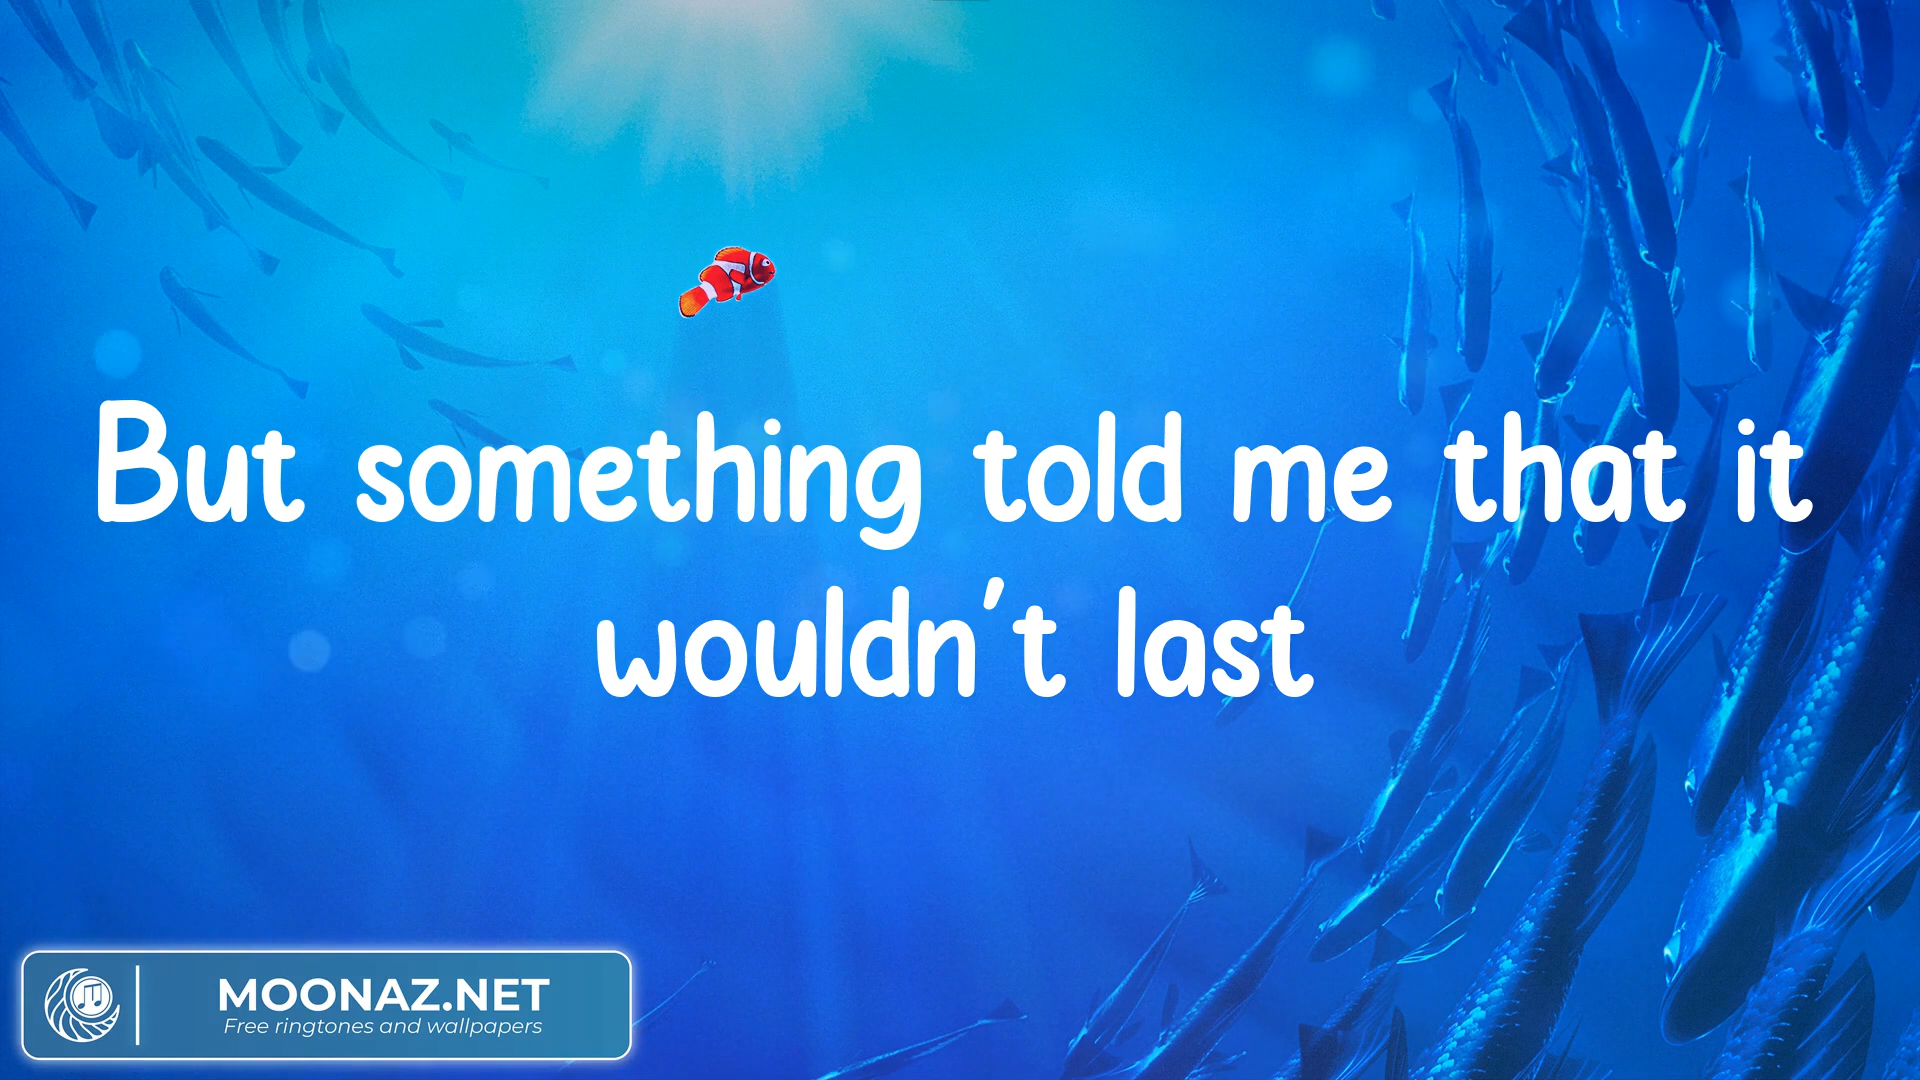 But something told me that it
wouldn't last
MOONAZ.NET
Free ringtones and wallpapers